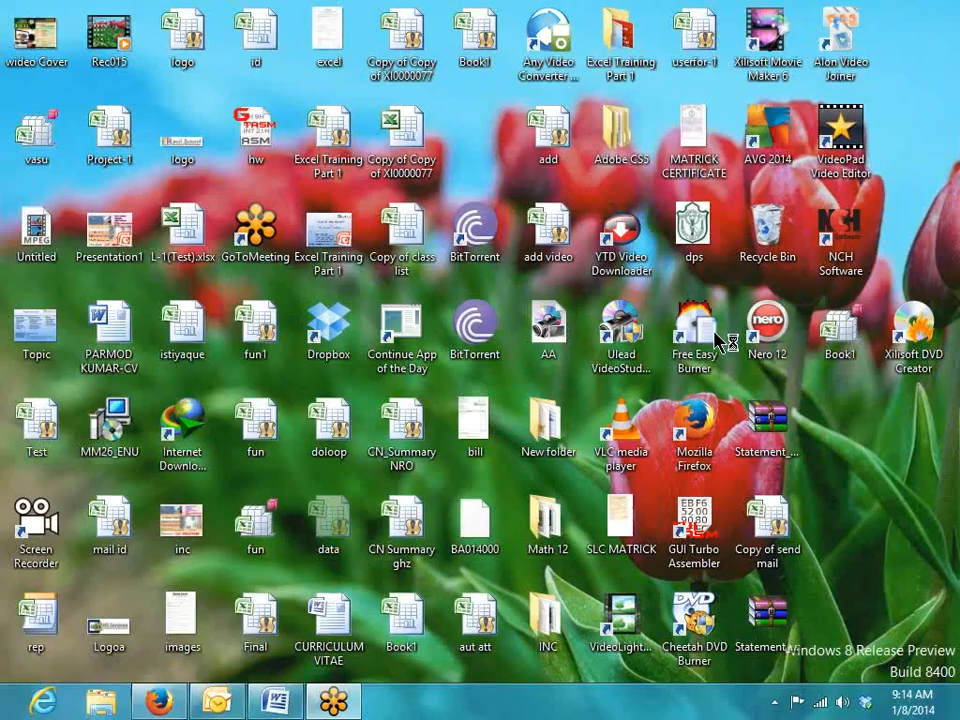 wideo Cover
Rec015
logo
id
excel
Copy of Copy
of XI0000077
Book1
Any Video
Converter ...
Excel Training
Part 1
userfor-1
Xilisoft Movie
Maker 6
Alon Video
Joiner
vasu
Project-1
logo
hw
Excel Training
Part 1
Copy of Copy
of XI0000077
add
Adobe CS5
MATRICK
CERTIFICATE
AVG 2014
VideoPad
Video Editor
Untitled
Presentation1
L-1(Test).xlsx
GoToMeeting
Excel Training
Part 1
Copy of class
list
BitTorrent
add video
YTD Video
Downloader
dps
Recycle Bin
NCH
Software
Topic
PARMOD
KUMAR-CV
istiyaque
fun1
Dropbox
Continue App
of the Day
BitTorrent
AA
Ulead
VideoStud...
Free Easy
Burner
Nero 12
Book1
Xilisoft DVD
Creator
Test
MM26_ENU
Internet
Downlo...
fun
doloop
CN_Summary
NRO
bill
New folder
VLC media
player
Mozilla
Firefox
Statement_...
Screen
Recorder
mail id
inc
fun
data
CN Summary
ghz
BA014000
Math 12
SLC MATRICK
GUI Turbo
Assembler
Copy of send
mail
rep
Logoa
images
Final
CURRICULUM
VITAE
Book1
aut att
INC
VideoLight...
Cheetah DVD
Burner
Statement_...
Windows 8 Release Preview
Build 8400
9:14 AM
1/8/2014